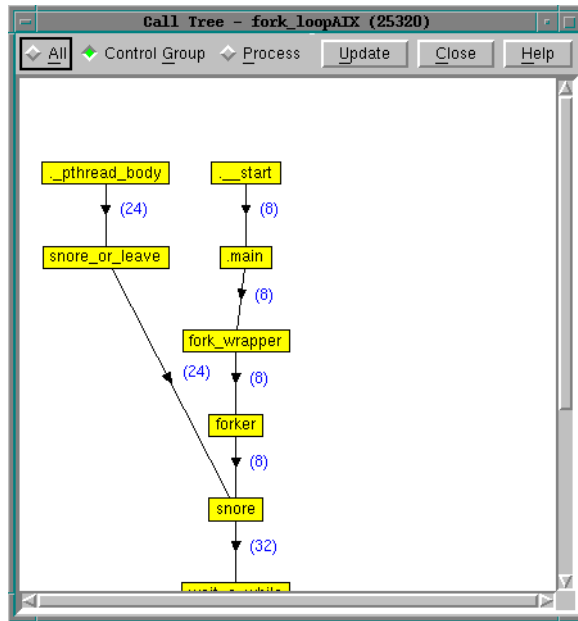 Call Tree - fork_loopAIX (25320)
All Control Group Process Update Close Help
._pthread_body .__start
(24) (8)
snore_or_leave .main
(8)
fork_wrapper
(24) (8)
forker
(8)
snore
(32)
wait_a_while